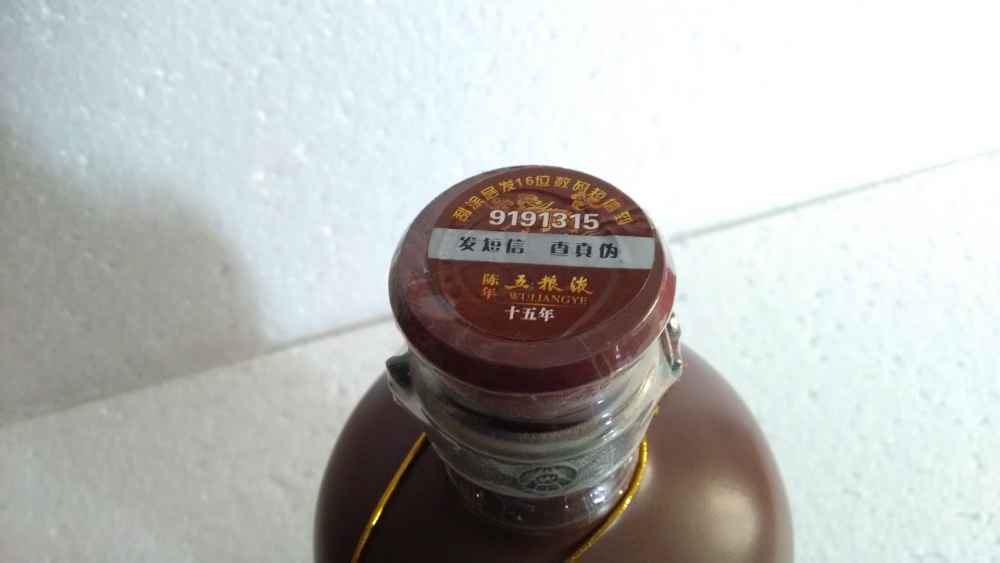 刮涂层发16位数码短信到
9191315
发短信 查真伪
陈年
五粮液
WULIANGYE
十五年